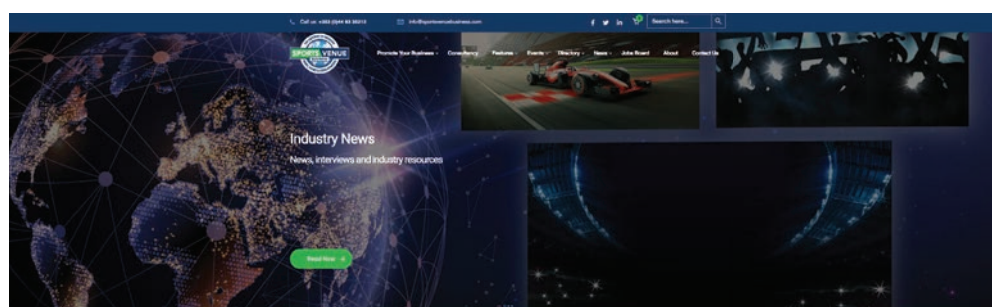 Call us: +353 (0)44 93 30210
info@sportsvenuebusiness.com
Search here...
SPORTS VENUE
Promote Your Business
Consultancy
Features
Events
Directory
News
Jobs Board
About
Contact Us
Industry News
News, interviews and industry resources
Read Now